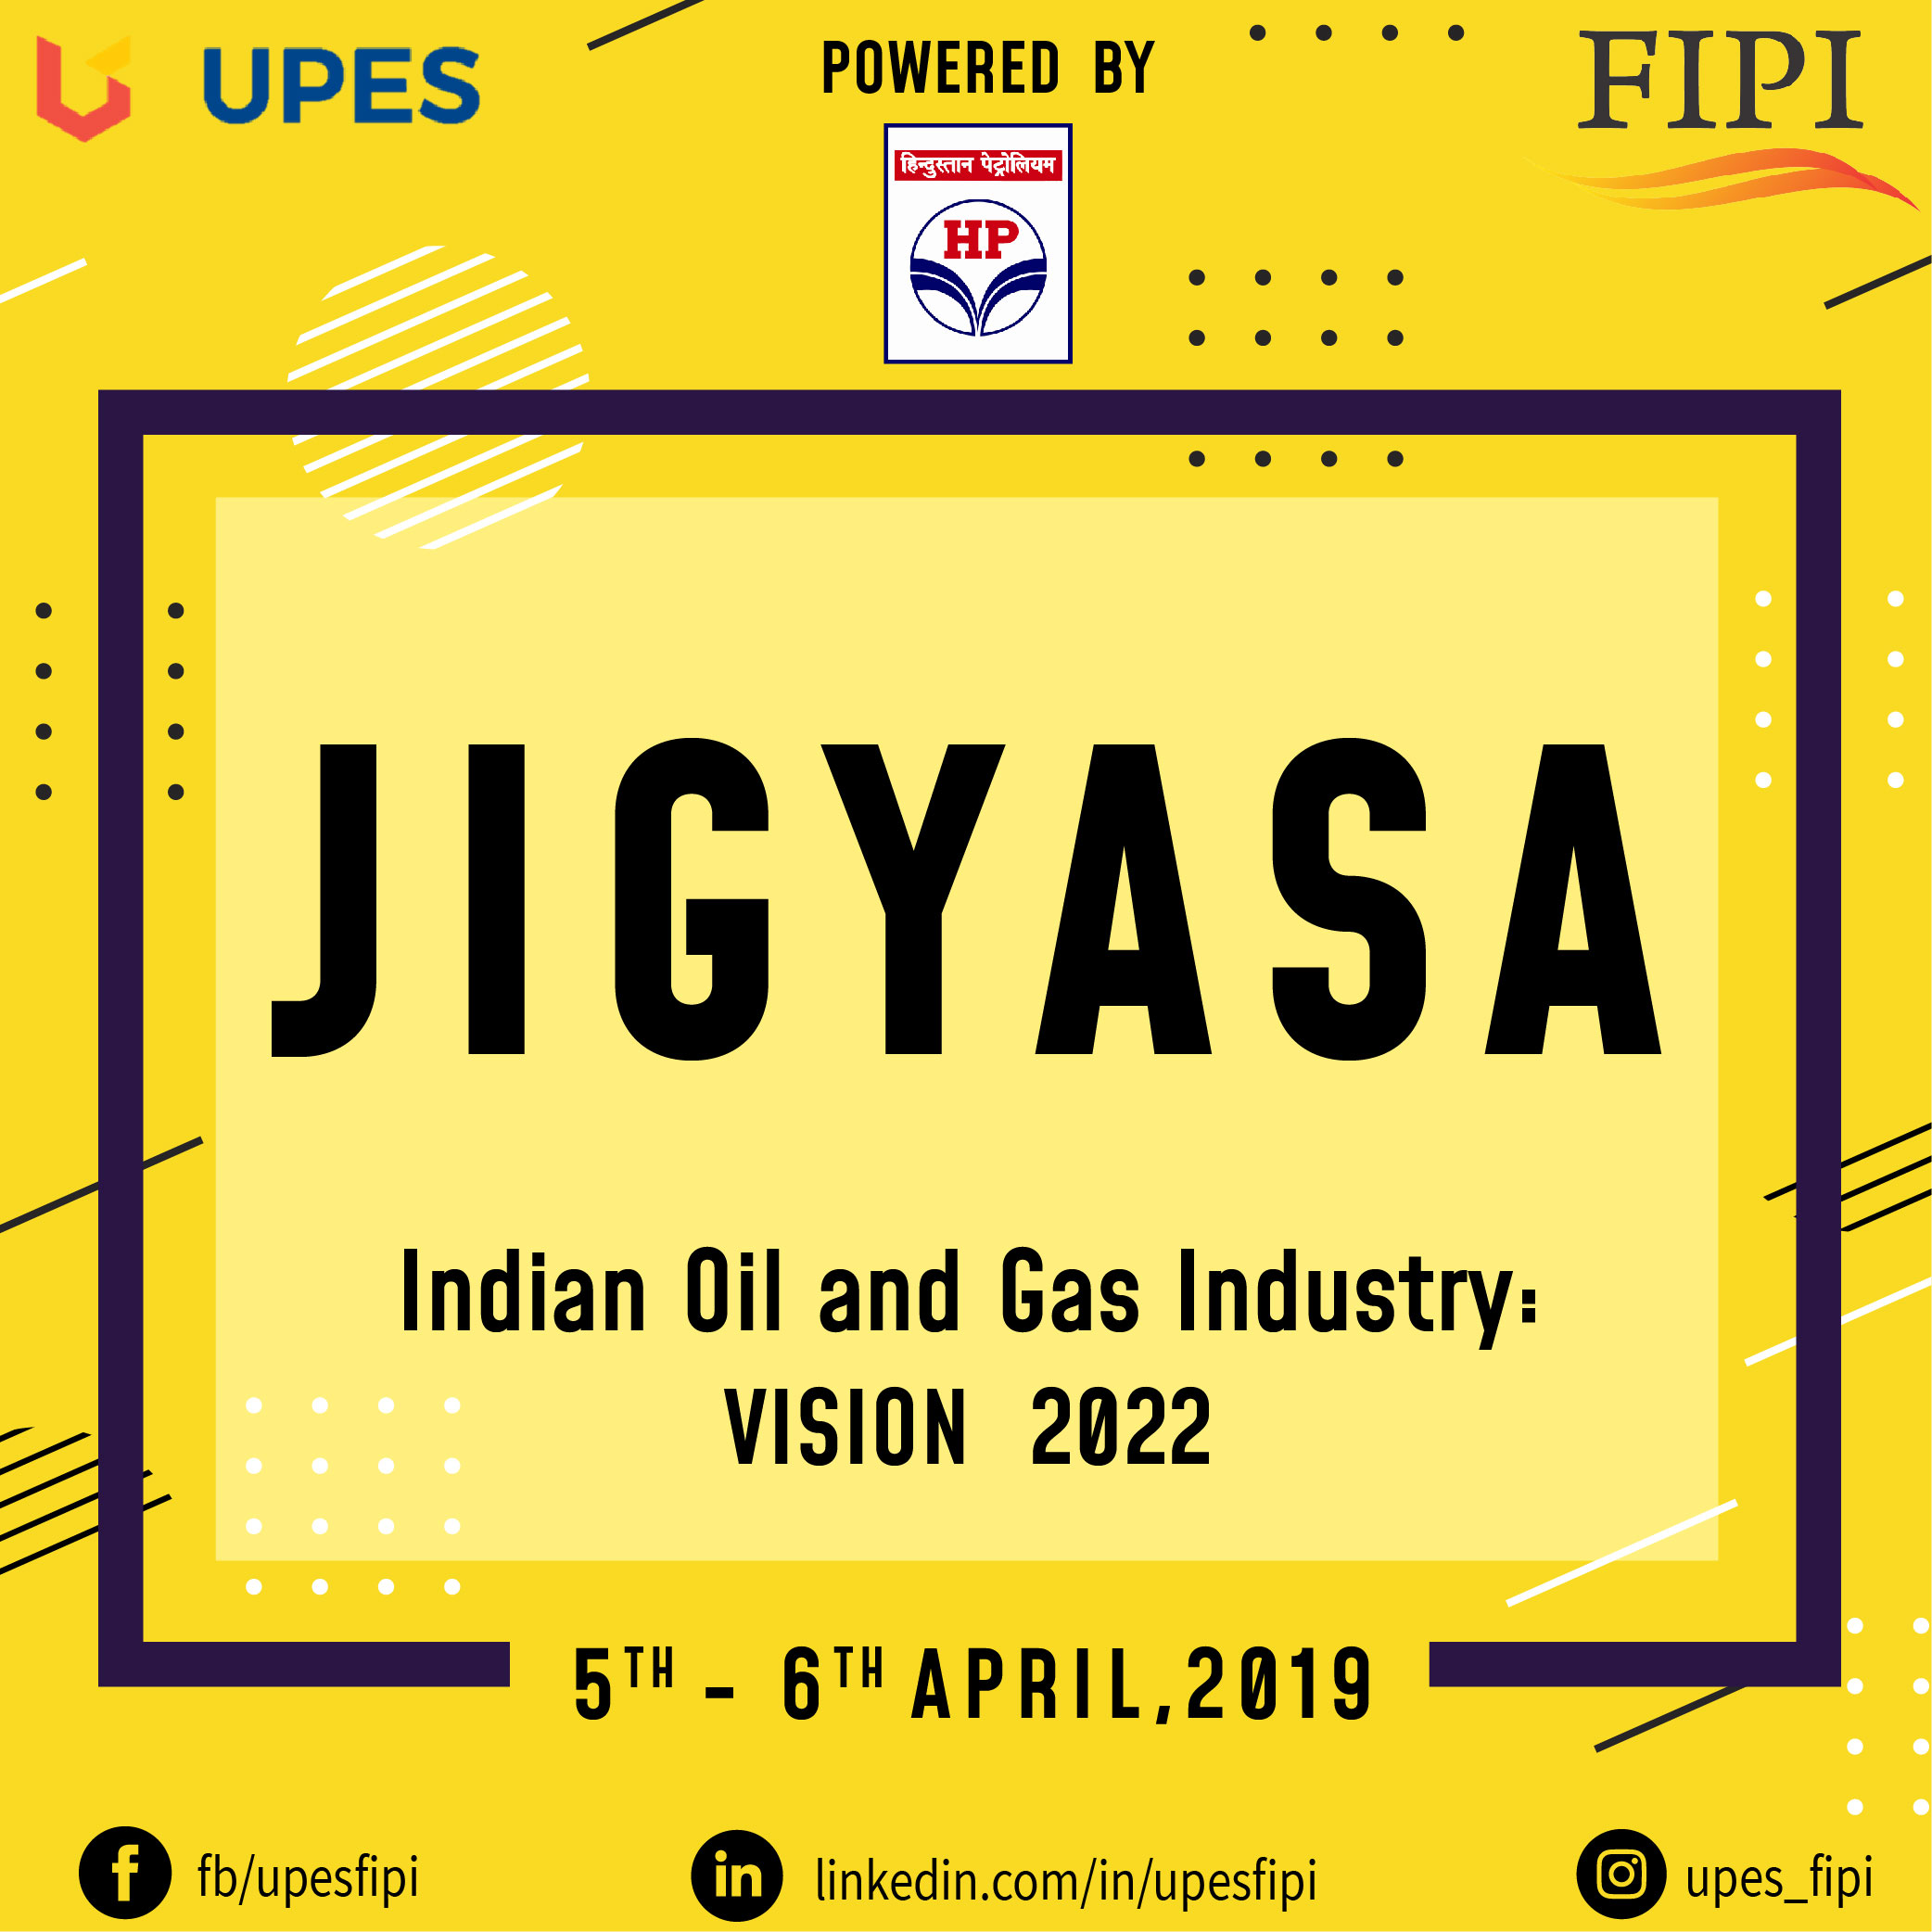 UPES
POWERED BY
FIPI
हिन्दुस्तान पेट्रोलियम
HP
JIGYASA
Indian Oil and Gas Industry:
VISION 2022
5TH - 6TH APRIL,2019
fb/upesfipi
linkedin.com/in/upesfipi
upes_fipi